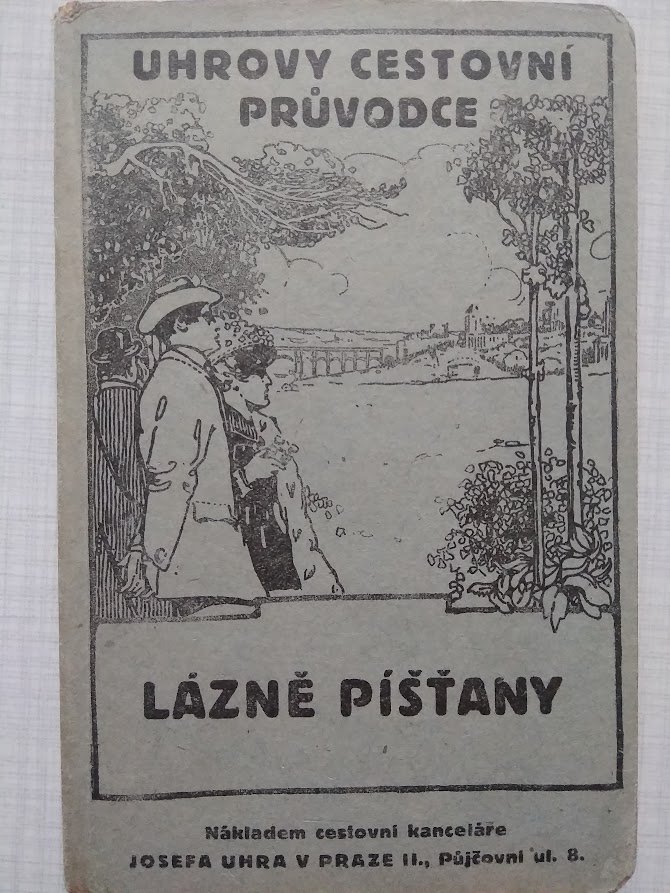 UHROVY CESTOVNÍ
PRŮVODCE
LÁZNĚ PÍŠŤANY
Nákladem cestovní kanceláře
JOSEFA UHRA V PRAZE II., Půjčovní ul. 8.